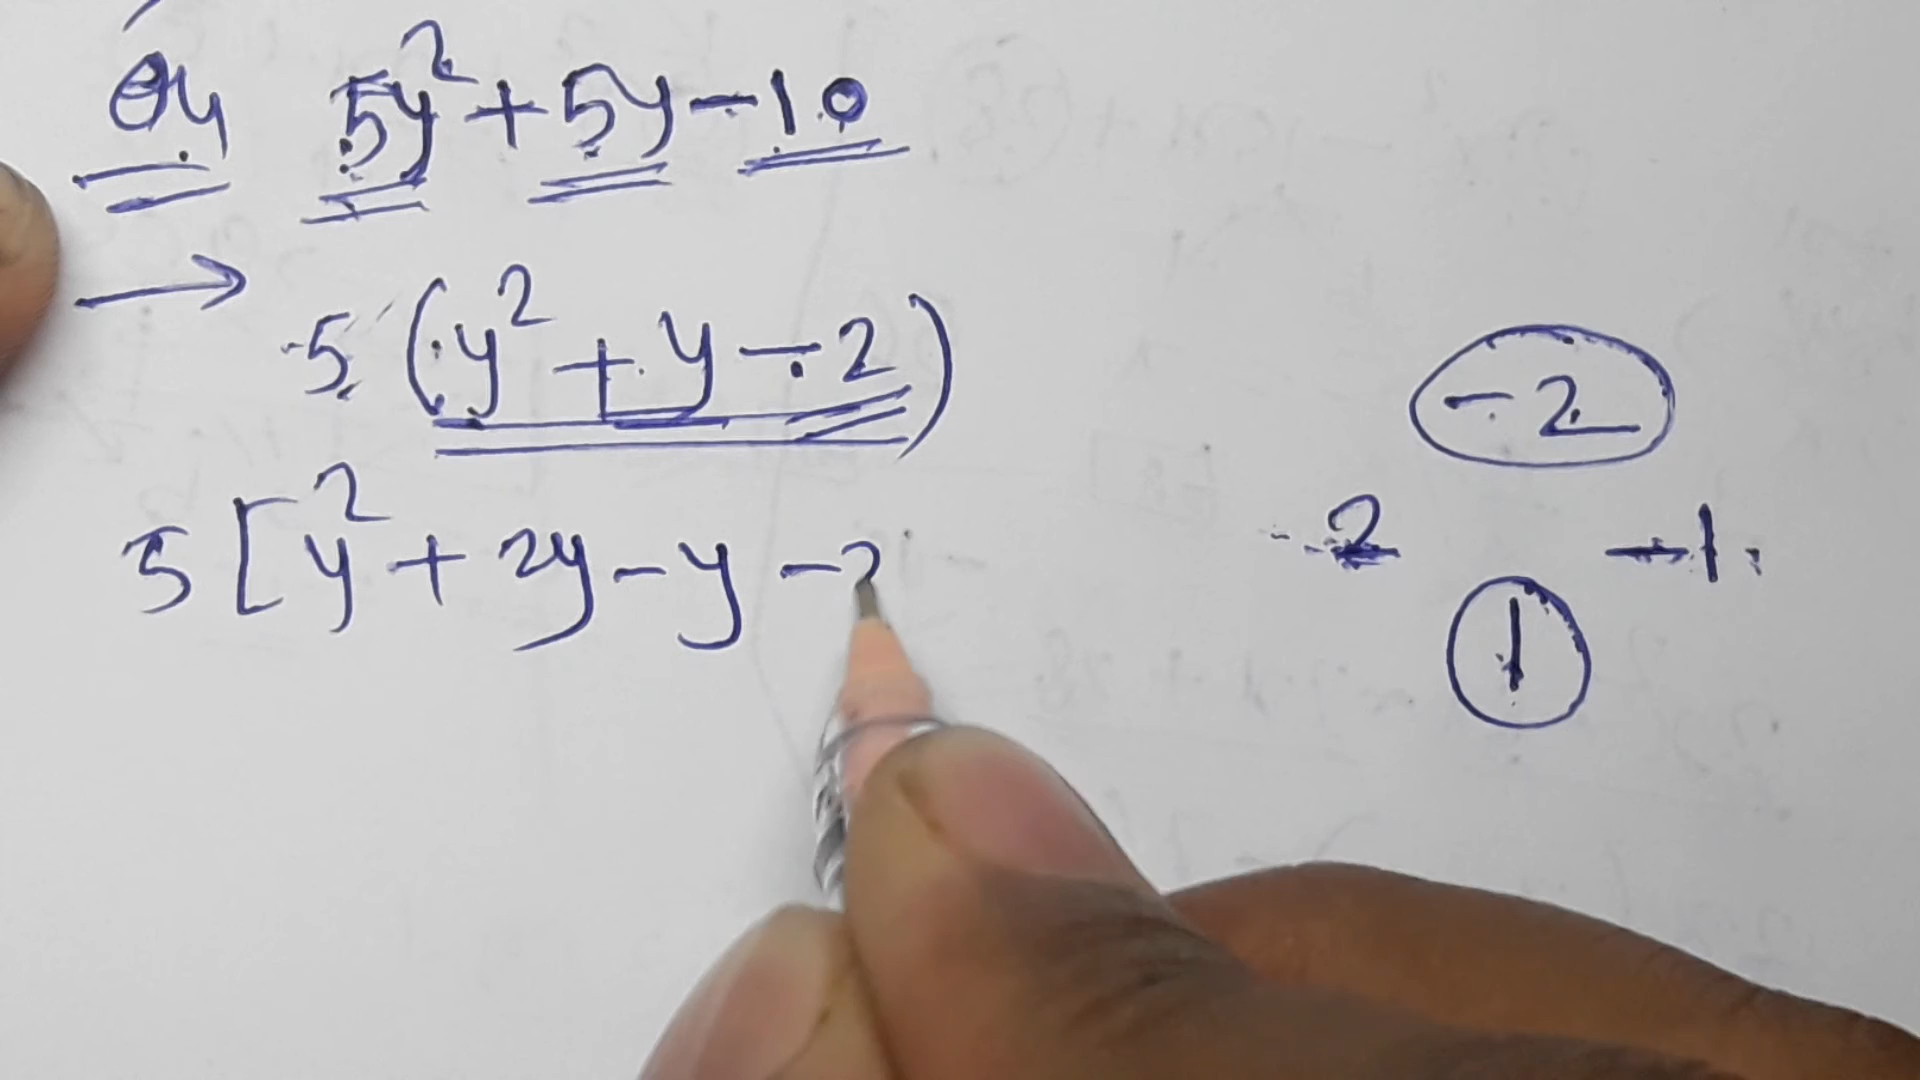 Q4 5y² + 5y - 10
→ 5 (y² + y - 2)
-2
5 [y² + 2y - y - 2
2 -1
1